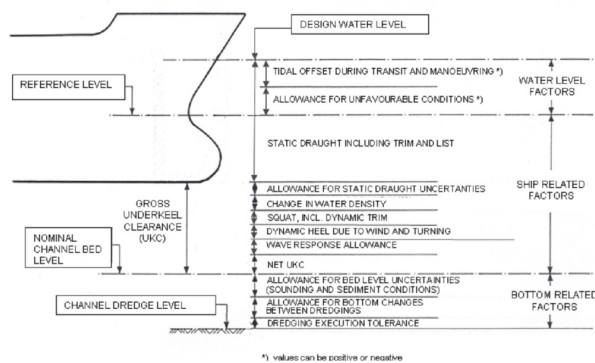 DESIGN WATER LEVEL
TIDAL OFFSET DURING TRANSIT AND MANOEUVRING *)
REFERENCE LEVEL
WATER LEVEL
FACTORS
ALLOWANCE FOR UNFAVOURABLE CONDITIONS *)
STATIC DRAUGHT INCLUDING TRIM AND LIST
ALLOWANCE FOR STATIC DRAUGHT UNCERTANTIES
SHIP RELATED
FACTORS
GROSS
UNDERKEEL
CLEARANCE
(UKC)
CHANGE IN WATER DENSITY
SQUAT, INCL. DYNAMIC TRIM
DYNAMIC HEEL DUE TO WIND AND TURNING
WAVE RESPONSE ALLOWANCE
NOMINAL
CHANNEL BED
LEVEL
NET UKC
ALLOWANCE FOR BED LEVEL UNCERTAINTIES
(SOUNDING AND SEDIMENT CONDITIONS)
BOTTOM RELATED
FACTORS
CHANNEL DREDGE LEVEL
ALLOWANCE FOR BOTTOM CHANGES
BETWEEN DREDGINGS
DREDGING EXECUTION TOLERANCE
*) values can be positive or negative